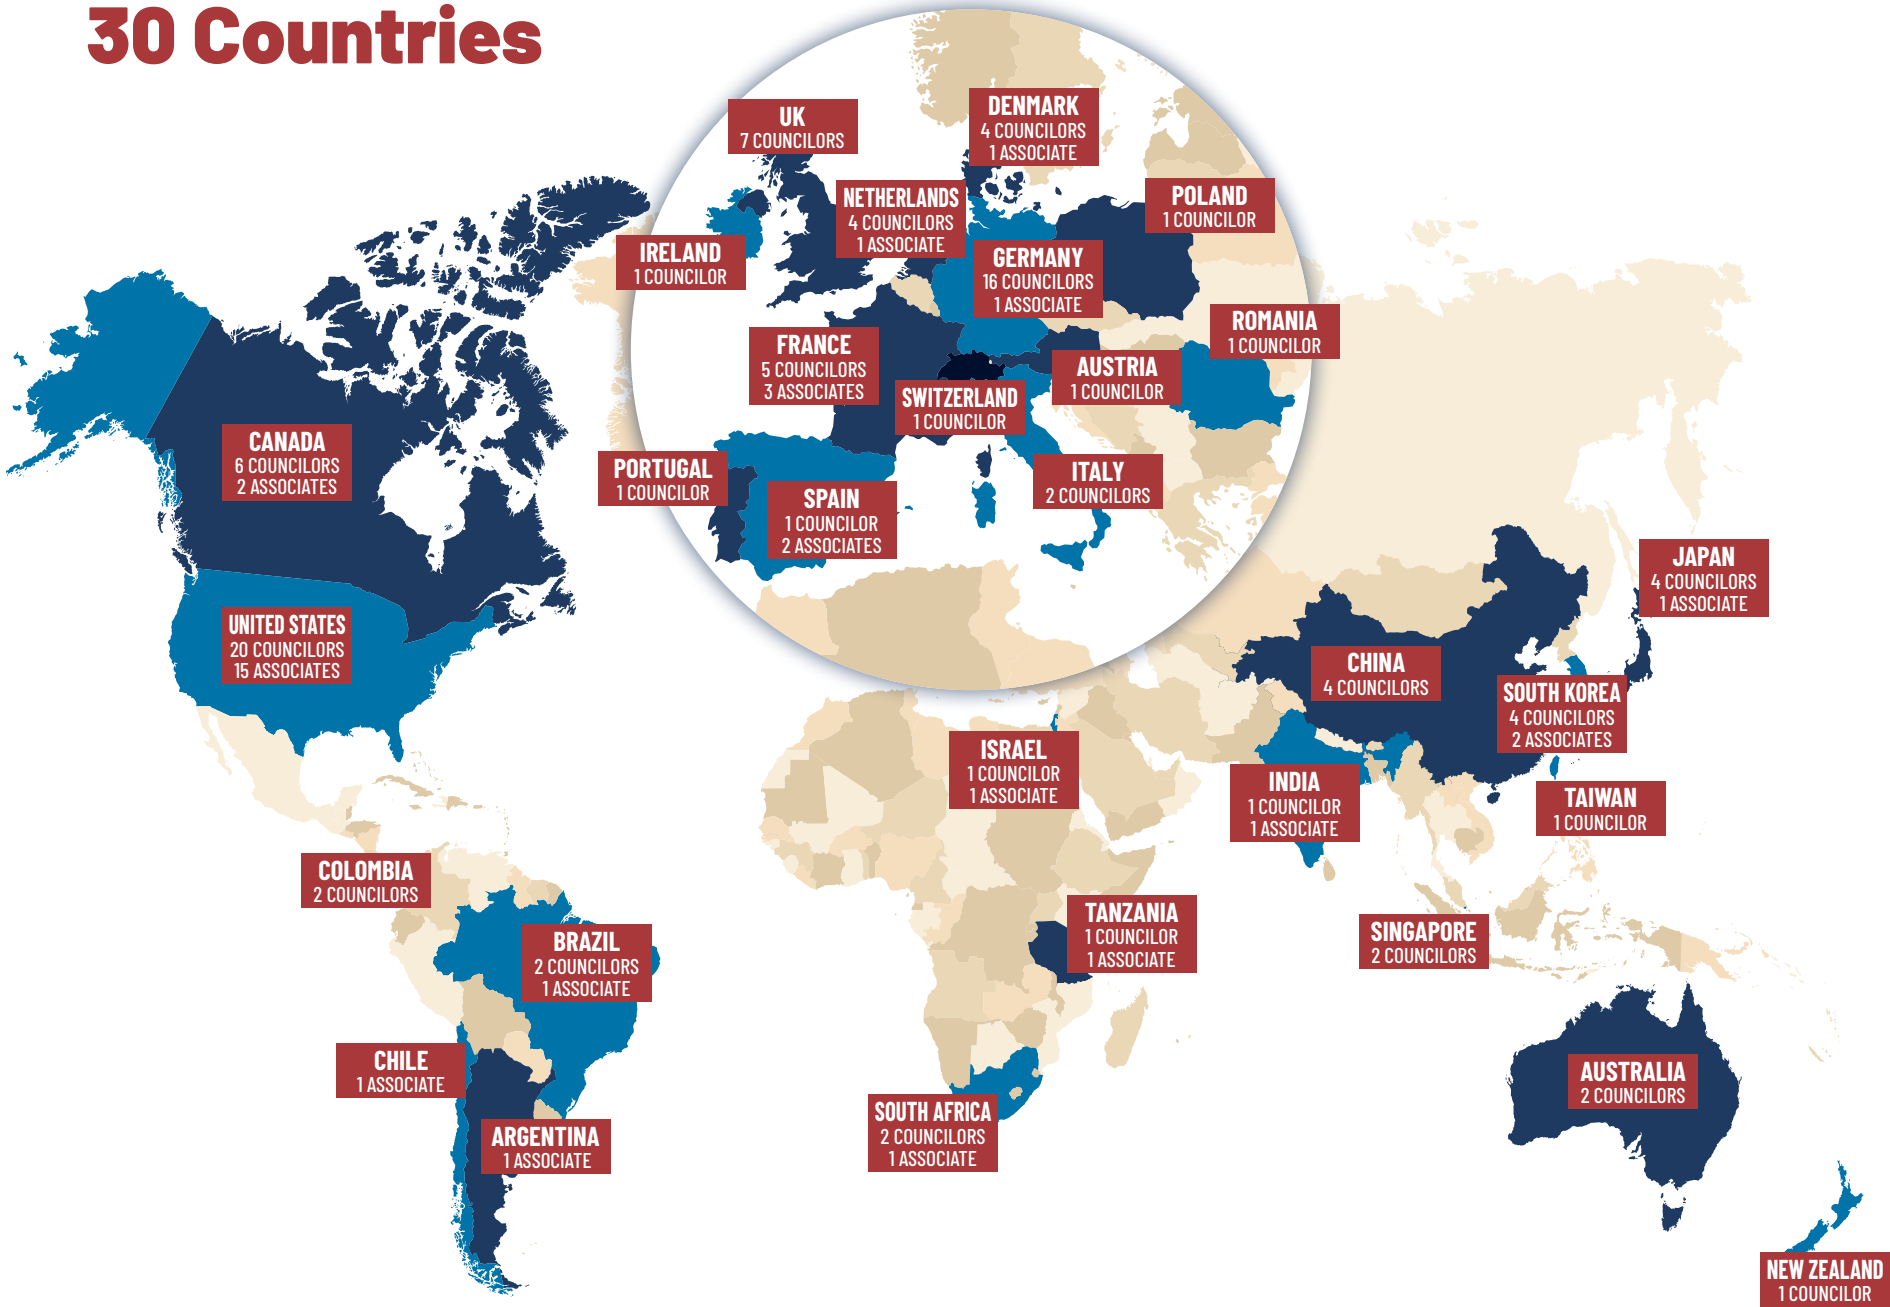 30 Countries
UK
7 COUNCILORS
DENMARK
4 COUNCILORS
1 ASSOCIATE
NETHERLANDS
4 COUNCILORS
1 ASSOCIATE
POLAND
1 COUNCILOR
IRELAND
1 COUNCILOR
GERMANY
16 COUNCILORS
1 ASSOCIATE
ROMANIA
1 COUNCILOR
FRANCE
5 COUNCILORS
3 ASSOCIATES
AUSTRIA
1 COUNCILOR
SWITZERLAND
1 COUNCILOR
PORTUGAL
1 COUNCILOR
SPAIN
1 COUNCILOR
2 ASSOCIATES
ITALY
2 COUNCILORS
CANADA
6 COUNCILORS
2 ASSOCIATES
UNITED STATES
20 COUNCILORS
15 ASSOCIATES
JAPAN
4 COUNCILORS
1 ASSOCIATE
CHINA
4 COUNCILORS
SOUTH KOREA
4 COUNCILORS
2 ASSOCIATES
ISRAEL
1 COUNCILOR
1 ASSOCIATE
INDIA
1 COUNCILOR
1 ASSOCIATE
TAIWAN
1 COUNCILOR
COLOMBIA
2 COUNCILORS
BRAZIL
2 COUNCILORS
1 ASSOCIATE
TANZANIA
1 COUNCILOR
1 ASSOCIATE
SINGAPORE
2 COUNCILORS
CHILE
1 ASSOCIATE
ARGENTINA
1 ASSOCIATE
SOUTH AFRICA
2 COUNCILORS
1 ASSOCIATE
AUSTRALIA
2 COUNCILORS
NEW ZEALAND
1 COUNCILOR